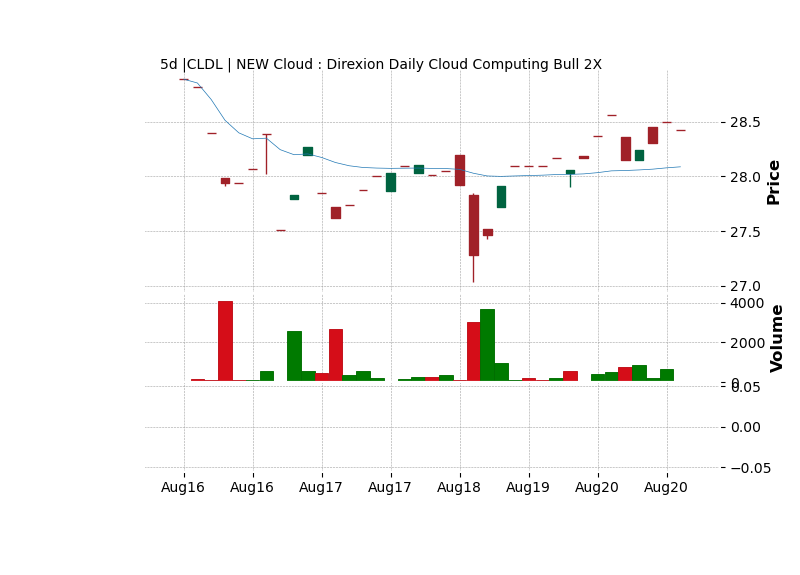 5d |CLDL | NEW Cloud : Direxion Daily Cloud Computing Bull 2X
28.5
28.0
27.5
27.0
Price
4000
2000
0
Volume
0.05
0.00
−0.05
Aug16 Aug16 Aug17 Aug17 Aug18 Aug19 Aug20 Aug20